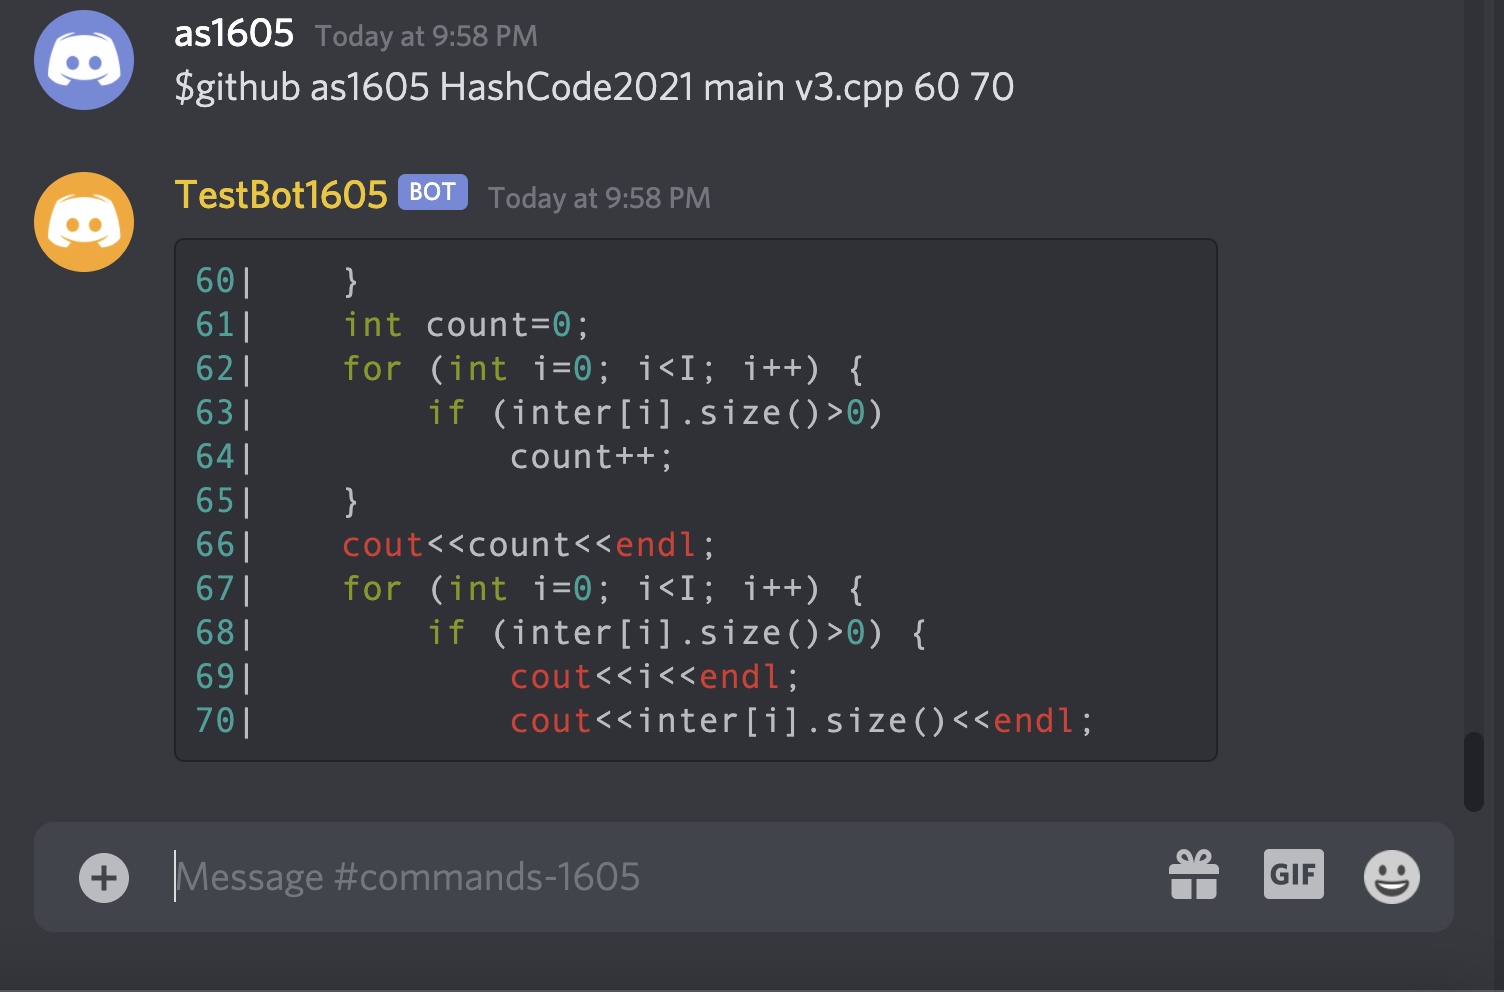 as1605 Today at 9:58 PM
$github as1605 HashCode2021 main v3.cpp 60 70
TestBot1605 BOT Today at 9:58 PM
60|    }
61|    int count=0;
62|    for (int i=0; i<I; i++) {
63|        if (inter[i].size()>0)
64|            count++;
65|    }
66|    cout<<count<<endl;
67|    for (int i=0; i<I; i++) {
68|        if (inter[i].size()>0) {
69|            cout<<i<<endl;
70|            cout<<inter[i].size()<<endl;
Message #commands-1605 GIF